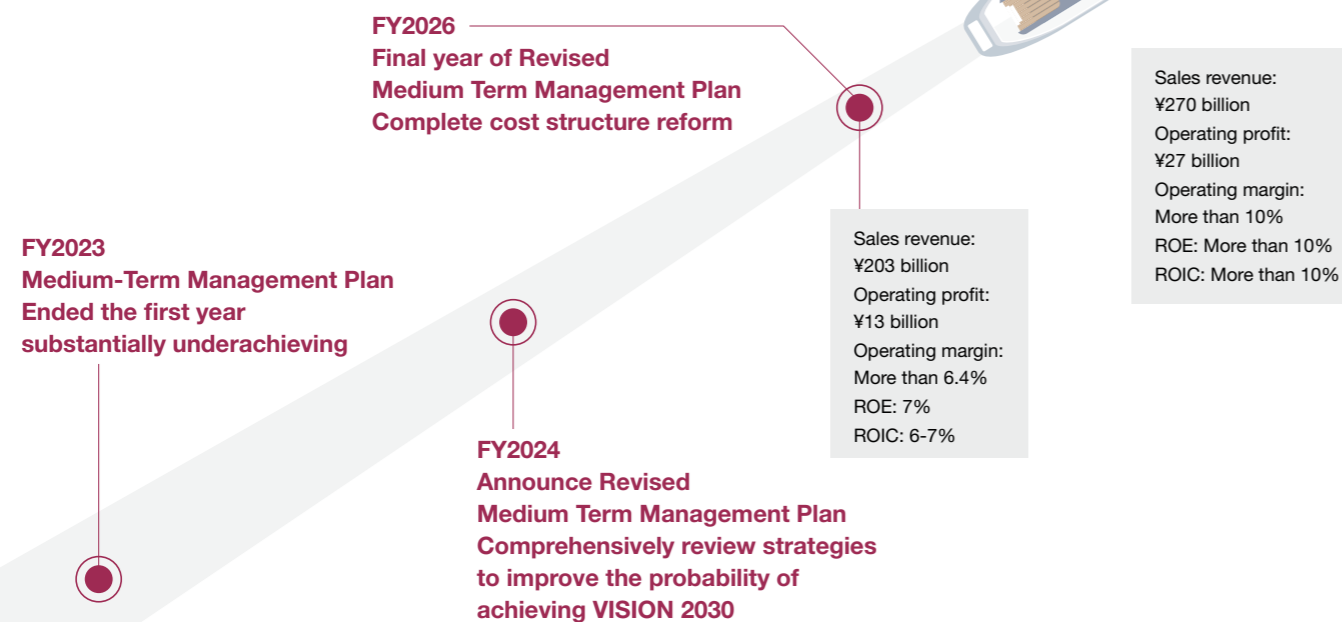 FY2026
Final year of Revised
Medium Term Management Plan
Complete cost structure reform
Sales revenue:
¥270 billion
Operating profit:
¥27 billion
Operating margin:
More than 10%
ROE: More than 10%
ROIC: More than 10%
FY2023
Medium-Term Management Plan
Ended the first year
substantially underachieving
Sales revenue:
¥203 billion
Operating profit:
¥13 billion
Operating margin:
More than 6.4%
ROE: 7%
ROIC: 6-7%
FY2024
Announce Revised
Medium Term Management Plan
Comprehensively review strategies
to improve the probability of
achieving VISION 2030